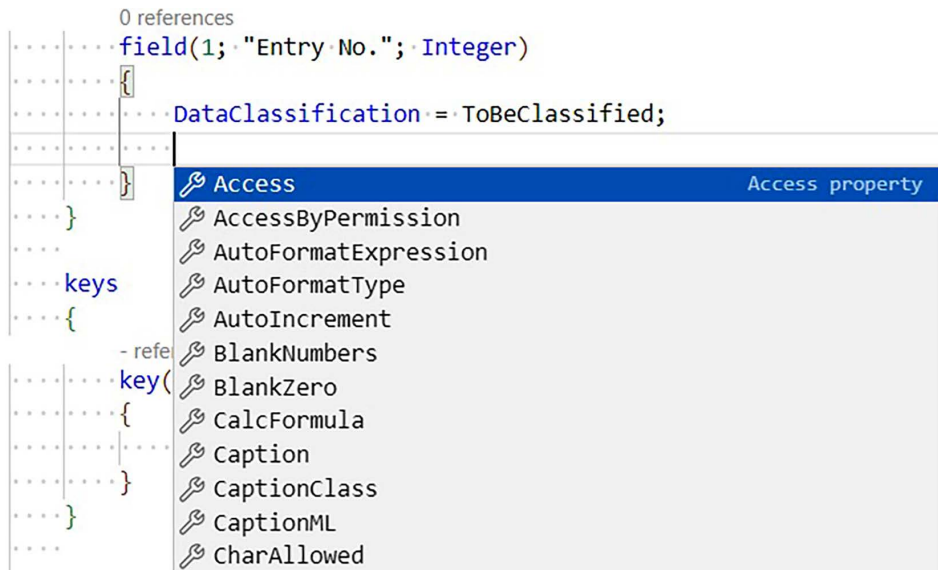 0 references
field(1; "Entry No."; Integer)
{
DataClassification = ToBeClassified;
}
Access Access property
}
AccessByPermission
AutoFormatExpression
keys
AutoFormatType
{
AutoIncrement
- refer
BlankNumbers
key(
BlankZero
{
CalcFormula
Caption
}
CaptionClass
}
CaptionML
CharAllowed